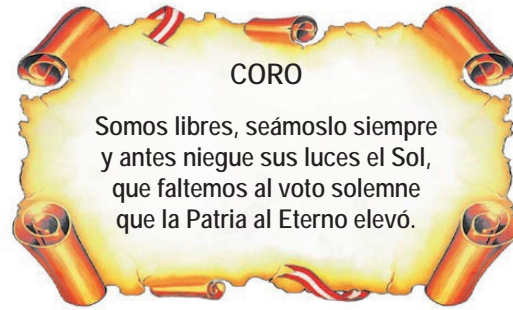 CORO
Somos libres, seámoslo siempre
y antes niegue sus luces el Sol,
que faltemos al voto solemne
que la Patria al Eterno elevó.